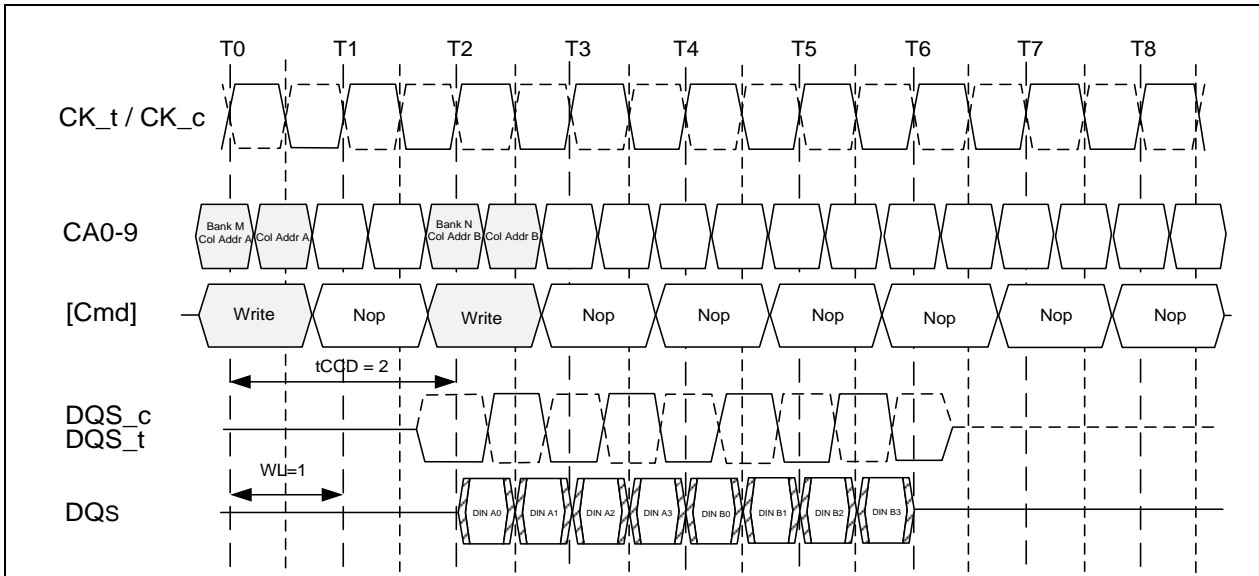 T0 T1 T2 T3 T4 T5 T6 T7 T8
CK_t / CK_c
CA0-9
Bank M
Col Addr A
Col Addr A
Bank N
Col Addr B
Col Addr B
[Cmd]
Write Nop Write Nop Nop Nop Nop Nop Nop
tCCD = 2
DQS_c
DQS_t
WL=1
DQs
DIN A0 DIN A1 DIN A2 DIN A3 DIN B0 DIN B1 DIN B2 DIN B3